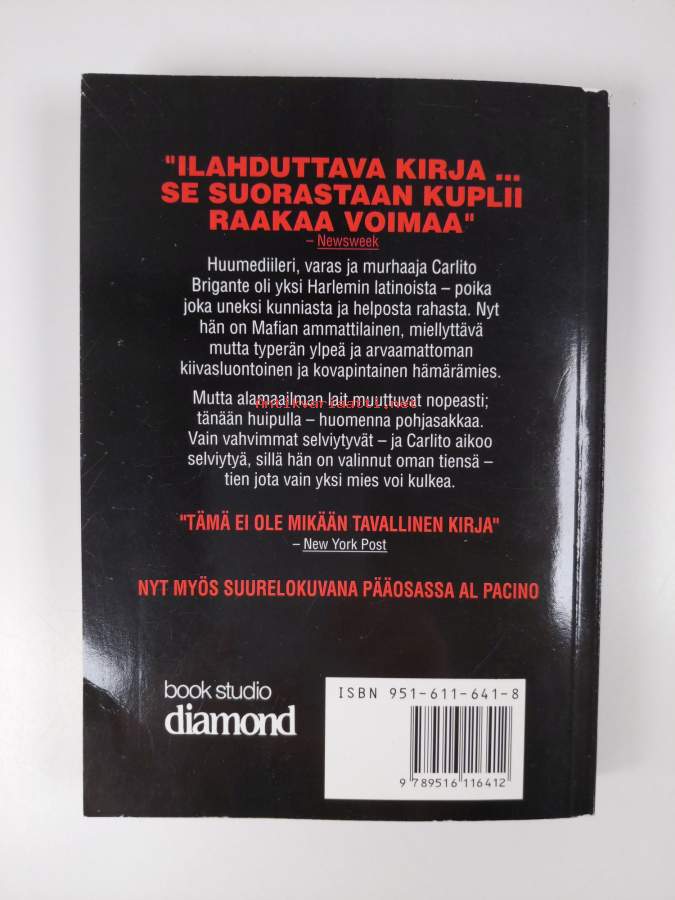 "ILAHDUTTAVA KIRJA ...
SE SUORASTAAN KUPLII
RAAKAA VOIMAA"
– Newsweek
Huumediileri, varas ja murhaaja Carlito
Brigante oli yksi Harlemin latinoista – poika
joka uneksi kunniasta ja helposta rahasta. Nyt
hän on Mafian ammattilainen, miellyttävä
mutta typerän ylpeä ja arvaamattoman
kiivasluontoinen ja kovapintainen hämärämies.
Mutta alamaailman lait muuttuvat nopeasti;
Antikvariaatti.net
tänään huipulla – huomenna pohjasakkaa.
Vain vahvimmat selviytyvät – ja Carlito aikoo
selviytyä, sillä hän on valinnut oman tiensä –
tien jota vain yksi mies voi kulkea.
"TÄMÄ EI OLE MIKÄÄN TAVALLINEN KIRJA"
– New York Post
NYT MYÖS SUURELOKUVANA PÄÄOSASSA AL PACINO
book studio
diamond
ISBN 951-611-641-8
9 789516 116412